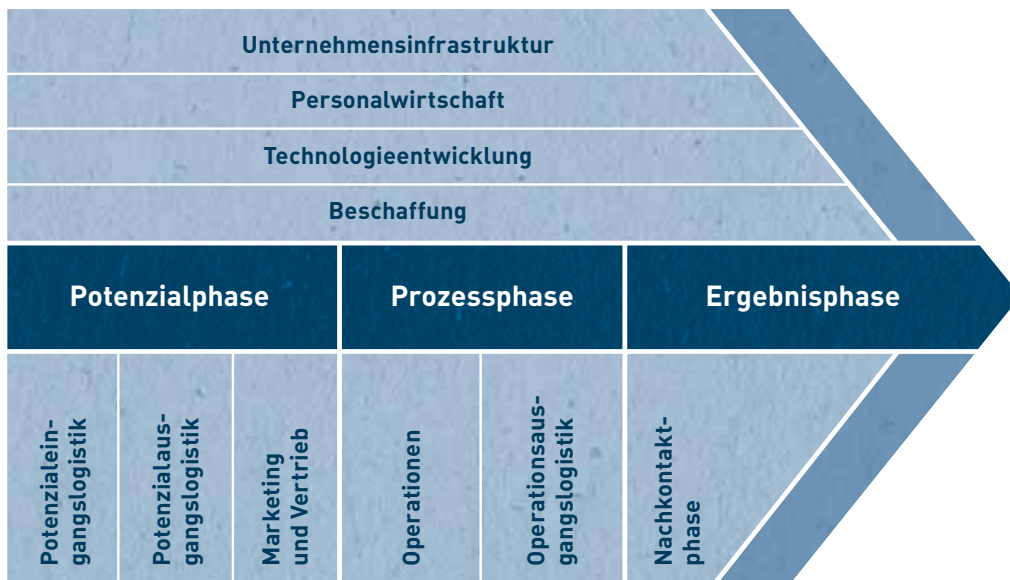 Unternehmensinfrastruktur
Personalwirtschaft
Technologieentwicklung
Beschaffung
Potenzialphase
Prozessphase
Ergebnisphase
Potenzialein-
gangslogistik
Potenzialaus-
gangslogistik
Marketing
und Vertrieb
Operationen
Operationsaus-
gangslogistik
Nachkontakt-
phase